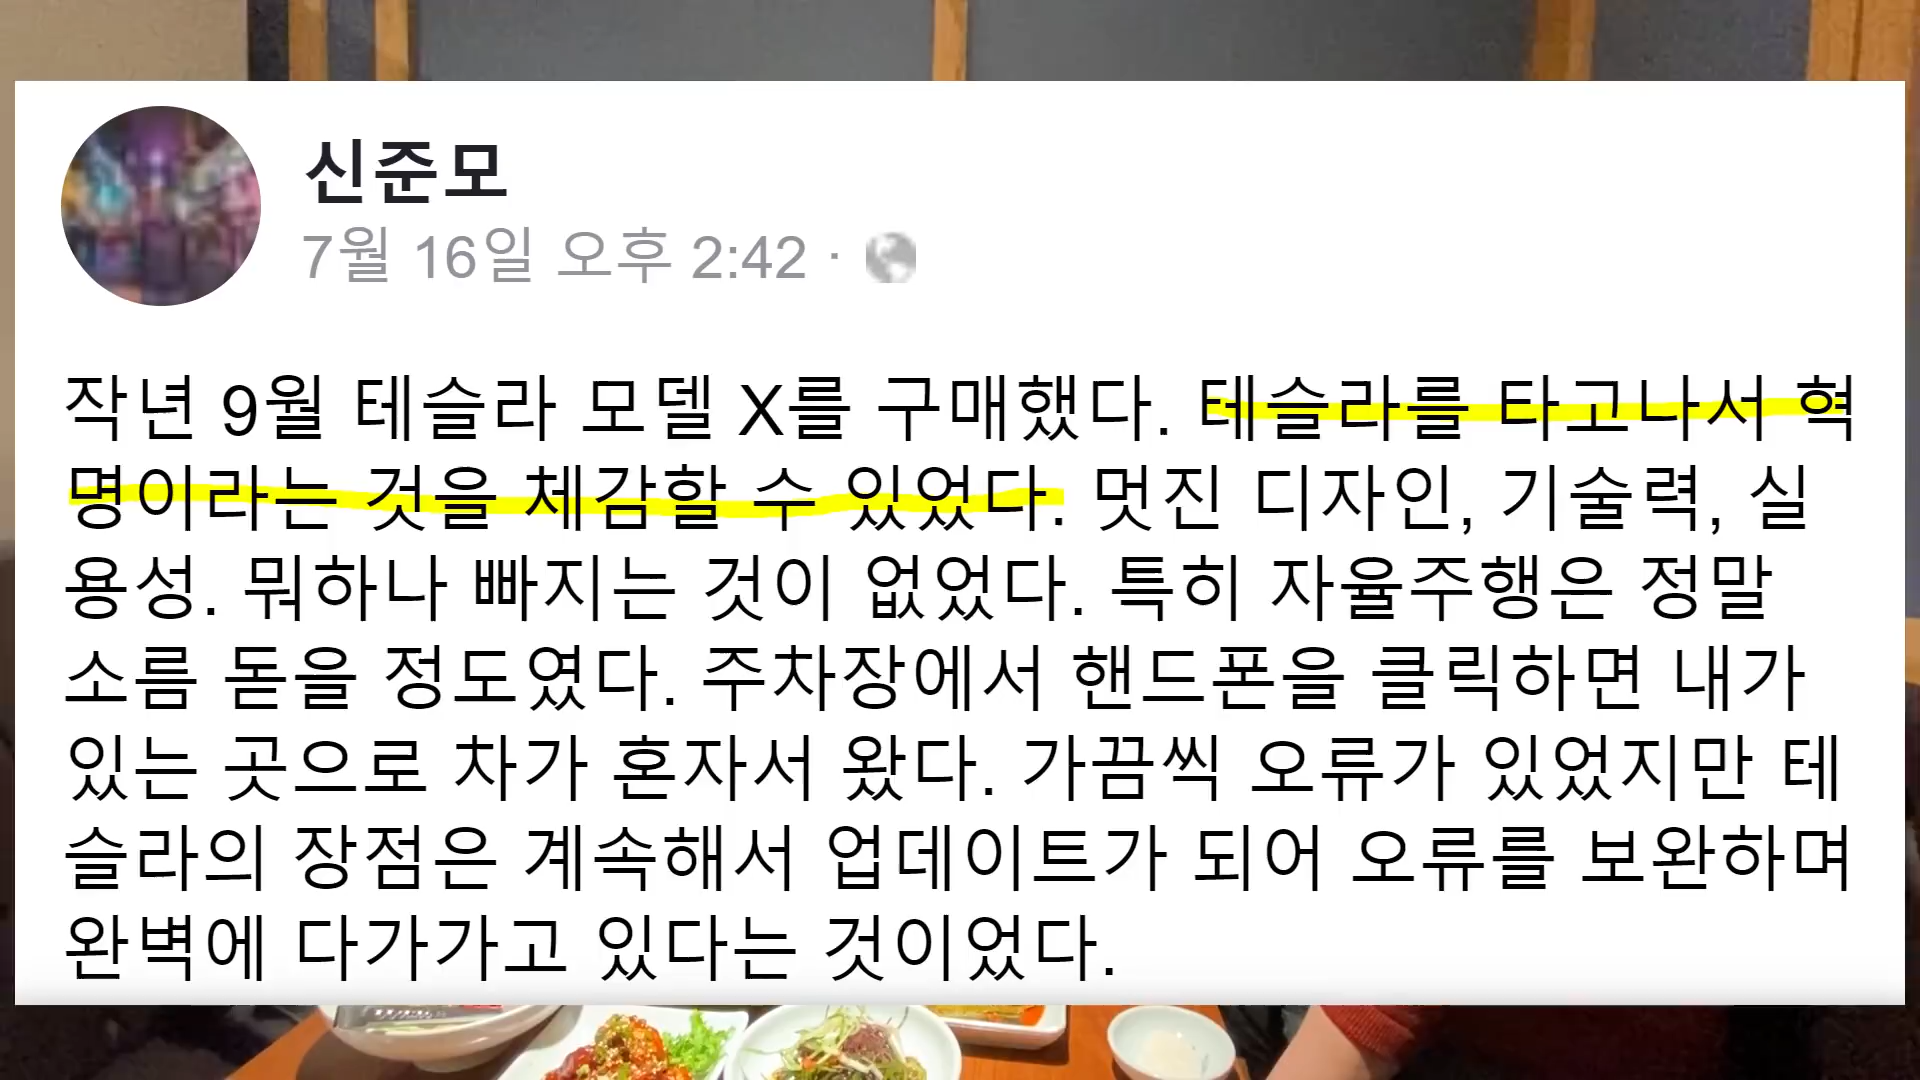 신준모
7월 16일 오후 2:42 ·
작년 9월 테슬라 모델 X를 구매했다. 테슬라를 타고나서 혁
명이라는 것을 체감할 수 있었다. 멋진 디자인, 기술력, 실
용성. 뭐하나 빠지는 것이 없었다. 특히 자율주행은 정말
소름 돋을 정도였다. 주차장에서 핸드폰을 클릭하면 내가
있는 곳으로 차가 혼자서 왔다. 가끔씩 오류가 있었지만 테
슬라의 장점은 계속해서 업데이트가 되어 오류를 보완하며
완벽에 다가가고 있다는 것이었다.